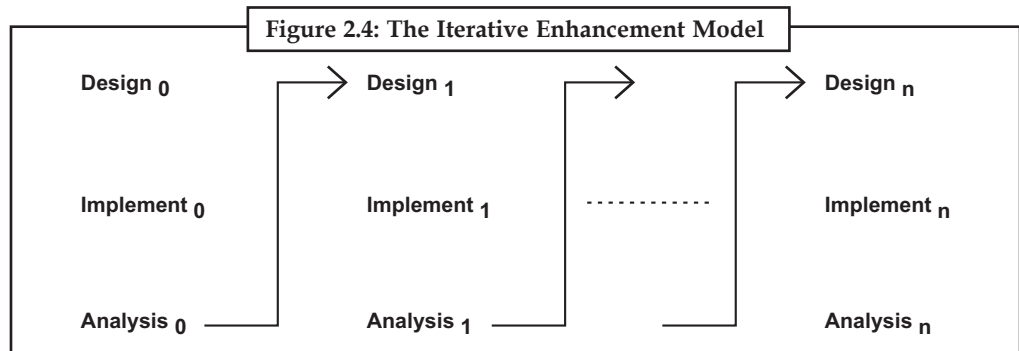 Figure 2.4: The Iterative Enhancement Model
Design 0 Design 1 Design n
Implement 0 Implement 1 Implement n
Analysis 0 Analysis 1 Analysis n